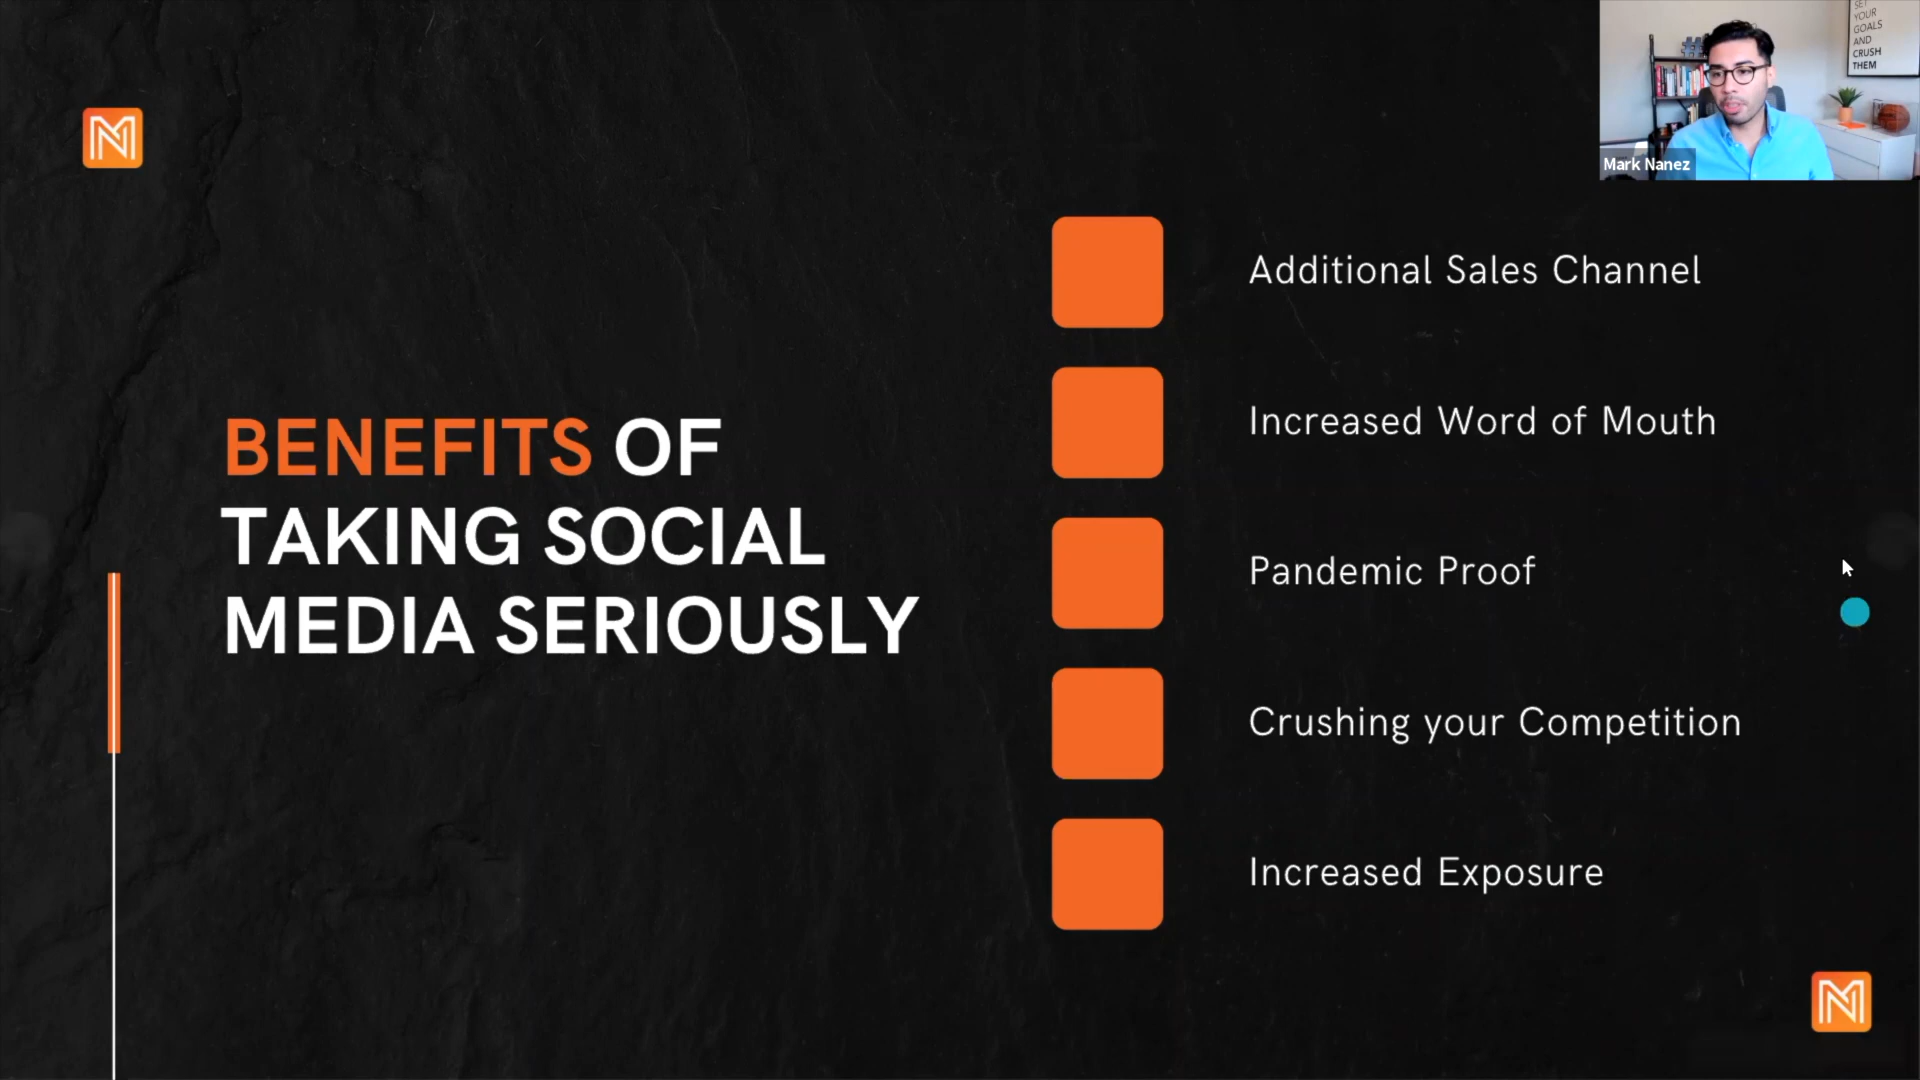 SET
YOUR
GOALS
AND
CRUSH
THEM
Mark Nanez
BENEFITS OF
TAKING SOCIAL
MEDIA SERIOUSLY
Additional Sales Channel
Increased Word of Mouth
Pandemic Proof
Crushing your Competition
Increased Exposure